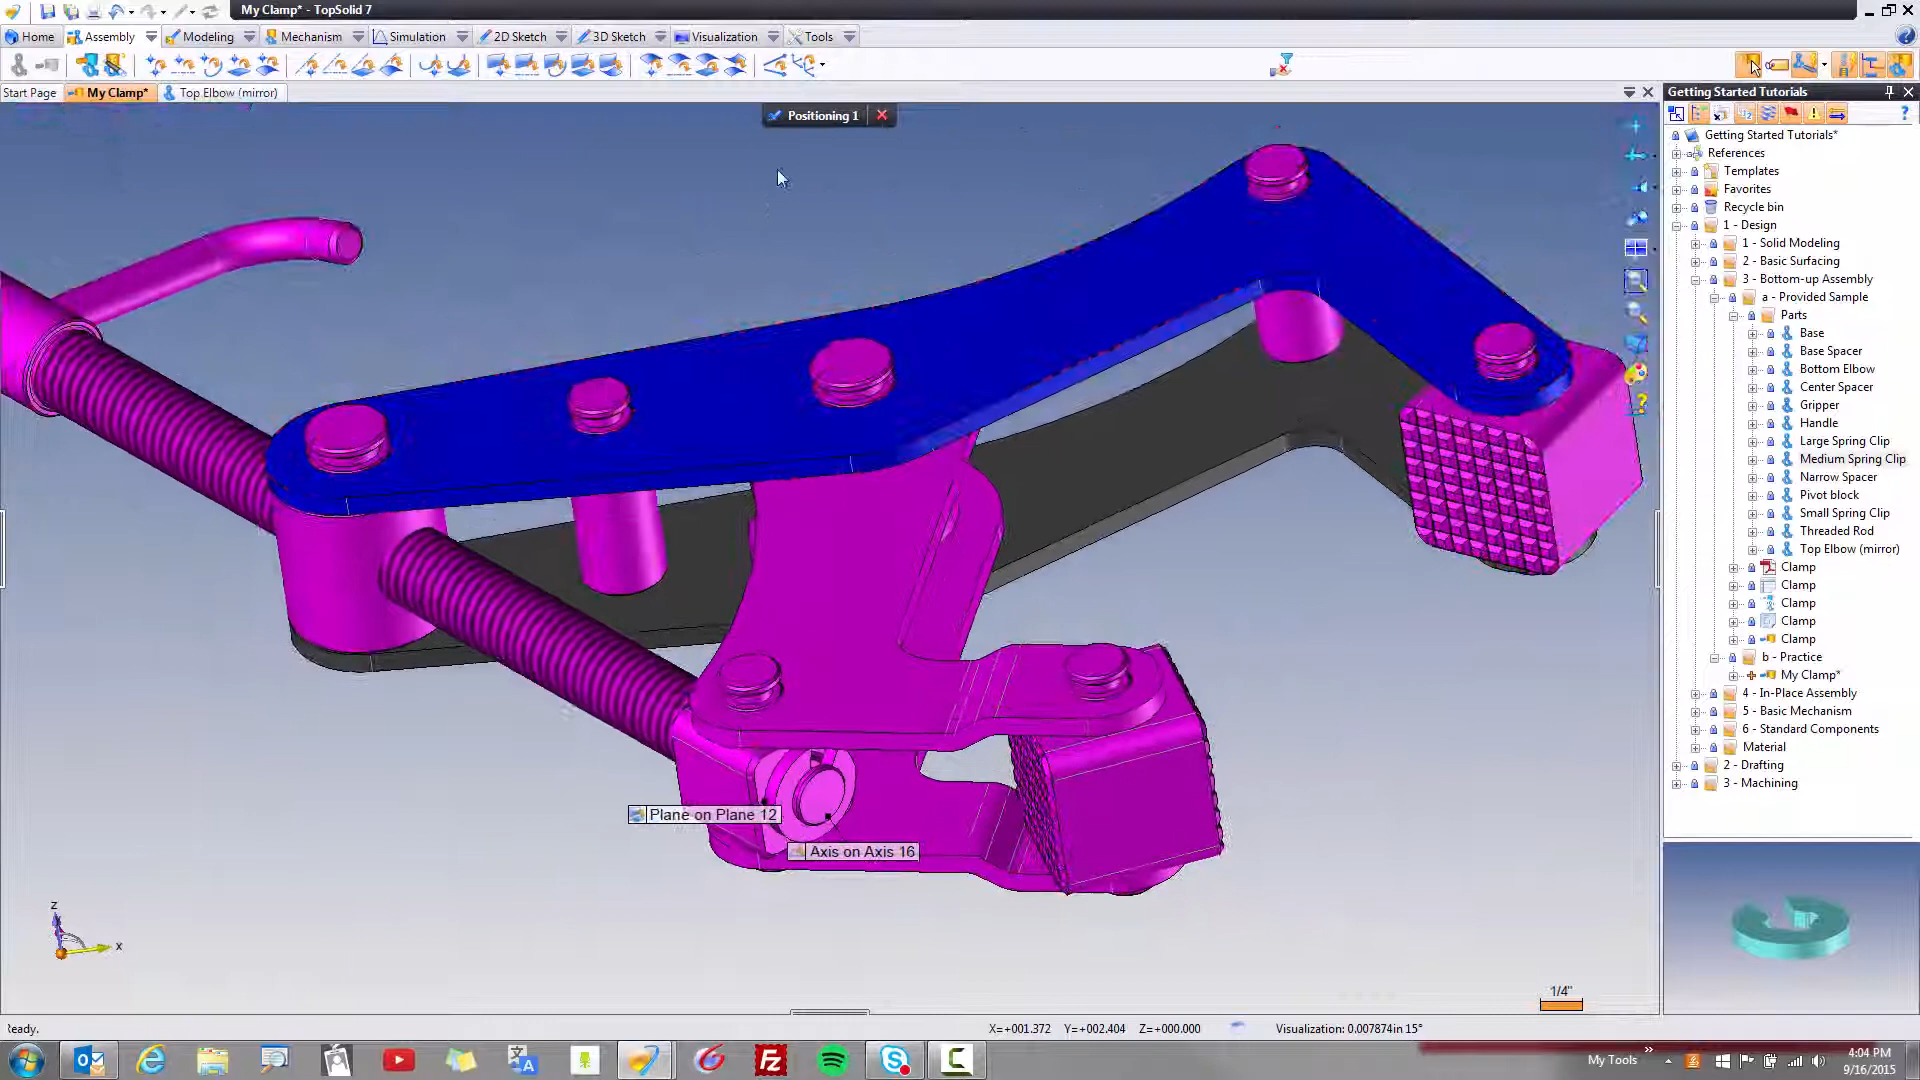 My Clamp* - TopSolid 7
Home Assembly Modeling Mechanism Simulation 2D Sketch 3D Sketch Visualization Tools
Start Page My Clamp* Top Elbow (mirror)
Getting Started Tutorials
Positioning 1
Getting Started Tutorials*
References
Templates
Favorites
Recycle bin
1 - Design
1 - Solid Modeling
2 - Basic Surfacing
3 - Bottom-up Assembly
a - Provided Sample
Parts
Base
Base Spacer
Bottom Elbow
Center Spacer
Gripper
Handle
Large Spring Clip
Medium Spring Clip
Narrow Spacer
Pivot block
Small Spring Clip
Threaded Rod
Top Elbow (mirror)
Clamp
Clamp
Clamp
Clamp
Clamp
b - Practice
My Clamp*
4 - In-Place Assembly
5 - Basic Mechanism
6 - Standard Components
Material
2 - Drafting
3 - Machining
Plane on Plane 12
Axis on Axis 16
z
x
1/4"
Ready.
X=+001.372 Y=+002.404 Z=+000.000 Visualization: 0.007874in 15°
My Tools
4:04 PM
9/16/2015